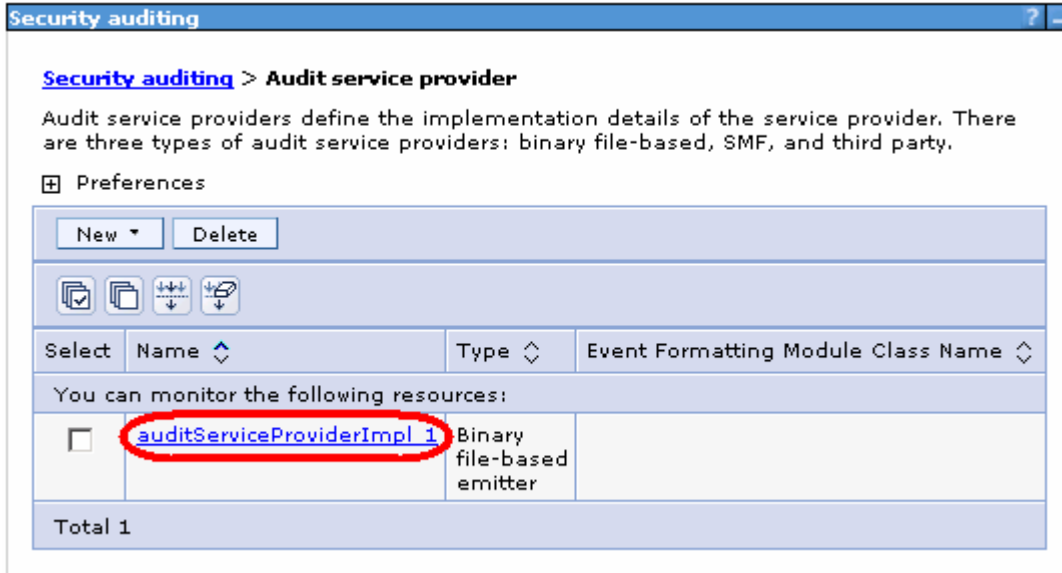 Security auditing ? -
Security auditing > Audit service provider
Audit service providers define the implementation details of the service provider. There
are three types of audit service providers: binary file-based, SMF, and third party.
Preferences
New Delete
Select Name Type Event Formatting Module Class Name
You can monitor the following resources:
auditServiceProviderImpl_1 Binary
file-based
emitter
Total 1